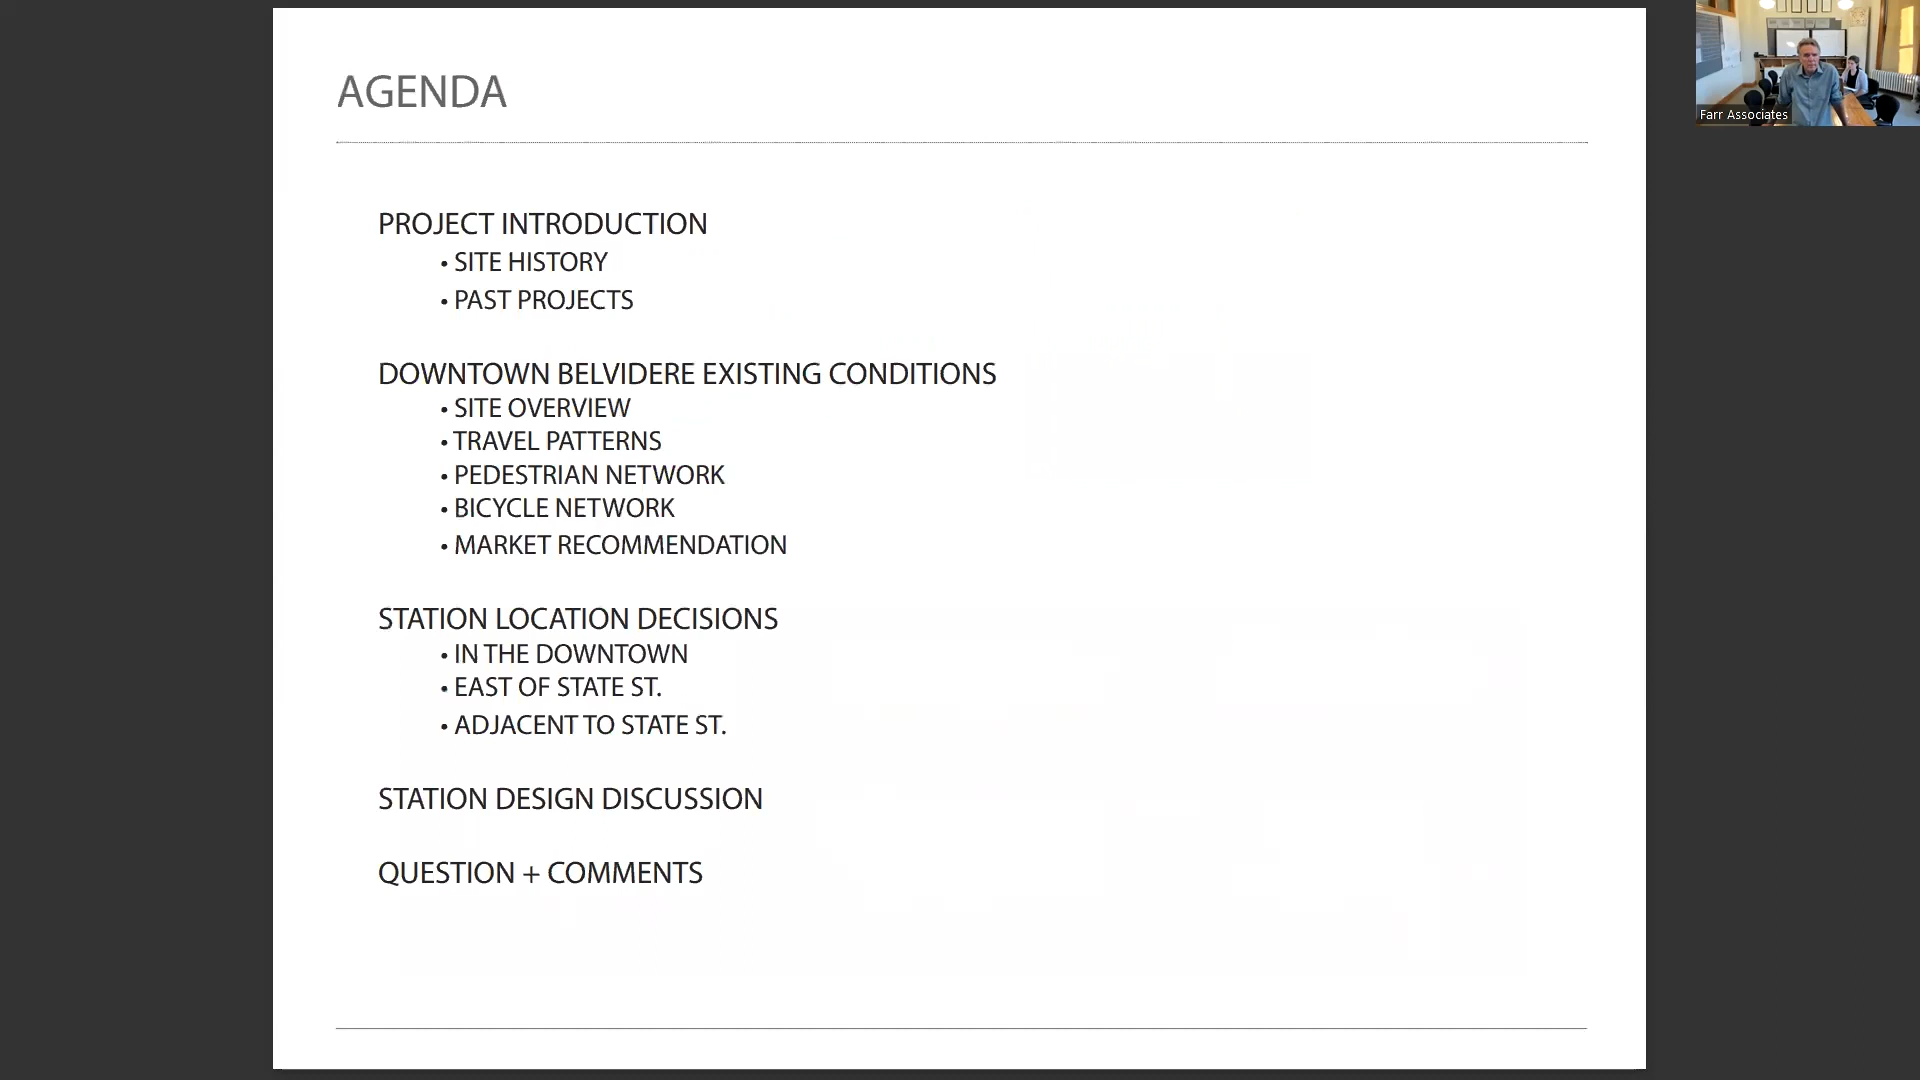 AGENDA
Farr Associates
PROJECT INTRODUCTION
• SITE HISTORY
• PAST PROJECTS
DOWNTOWN BELVIDERE EXISTING CONDITIONS
• SITE OVERVIEW
• TRAVEL PATTERNS
• PEDESTRIAN NETWORK
• BICYCLE NETWORK
• MARKET RECOMMENDATION
STATION LOCATION DECISIONS
• IN THE DOWNTOWN
• EAST OF STATE ST.
• ADJACENT TO STATE ST.
STATION DESIGN DISCUSSION
QUESTION + COMMENTS